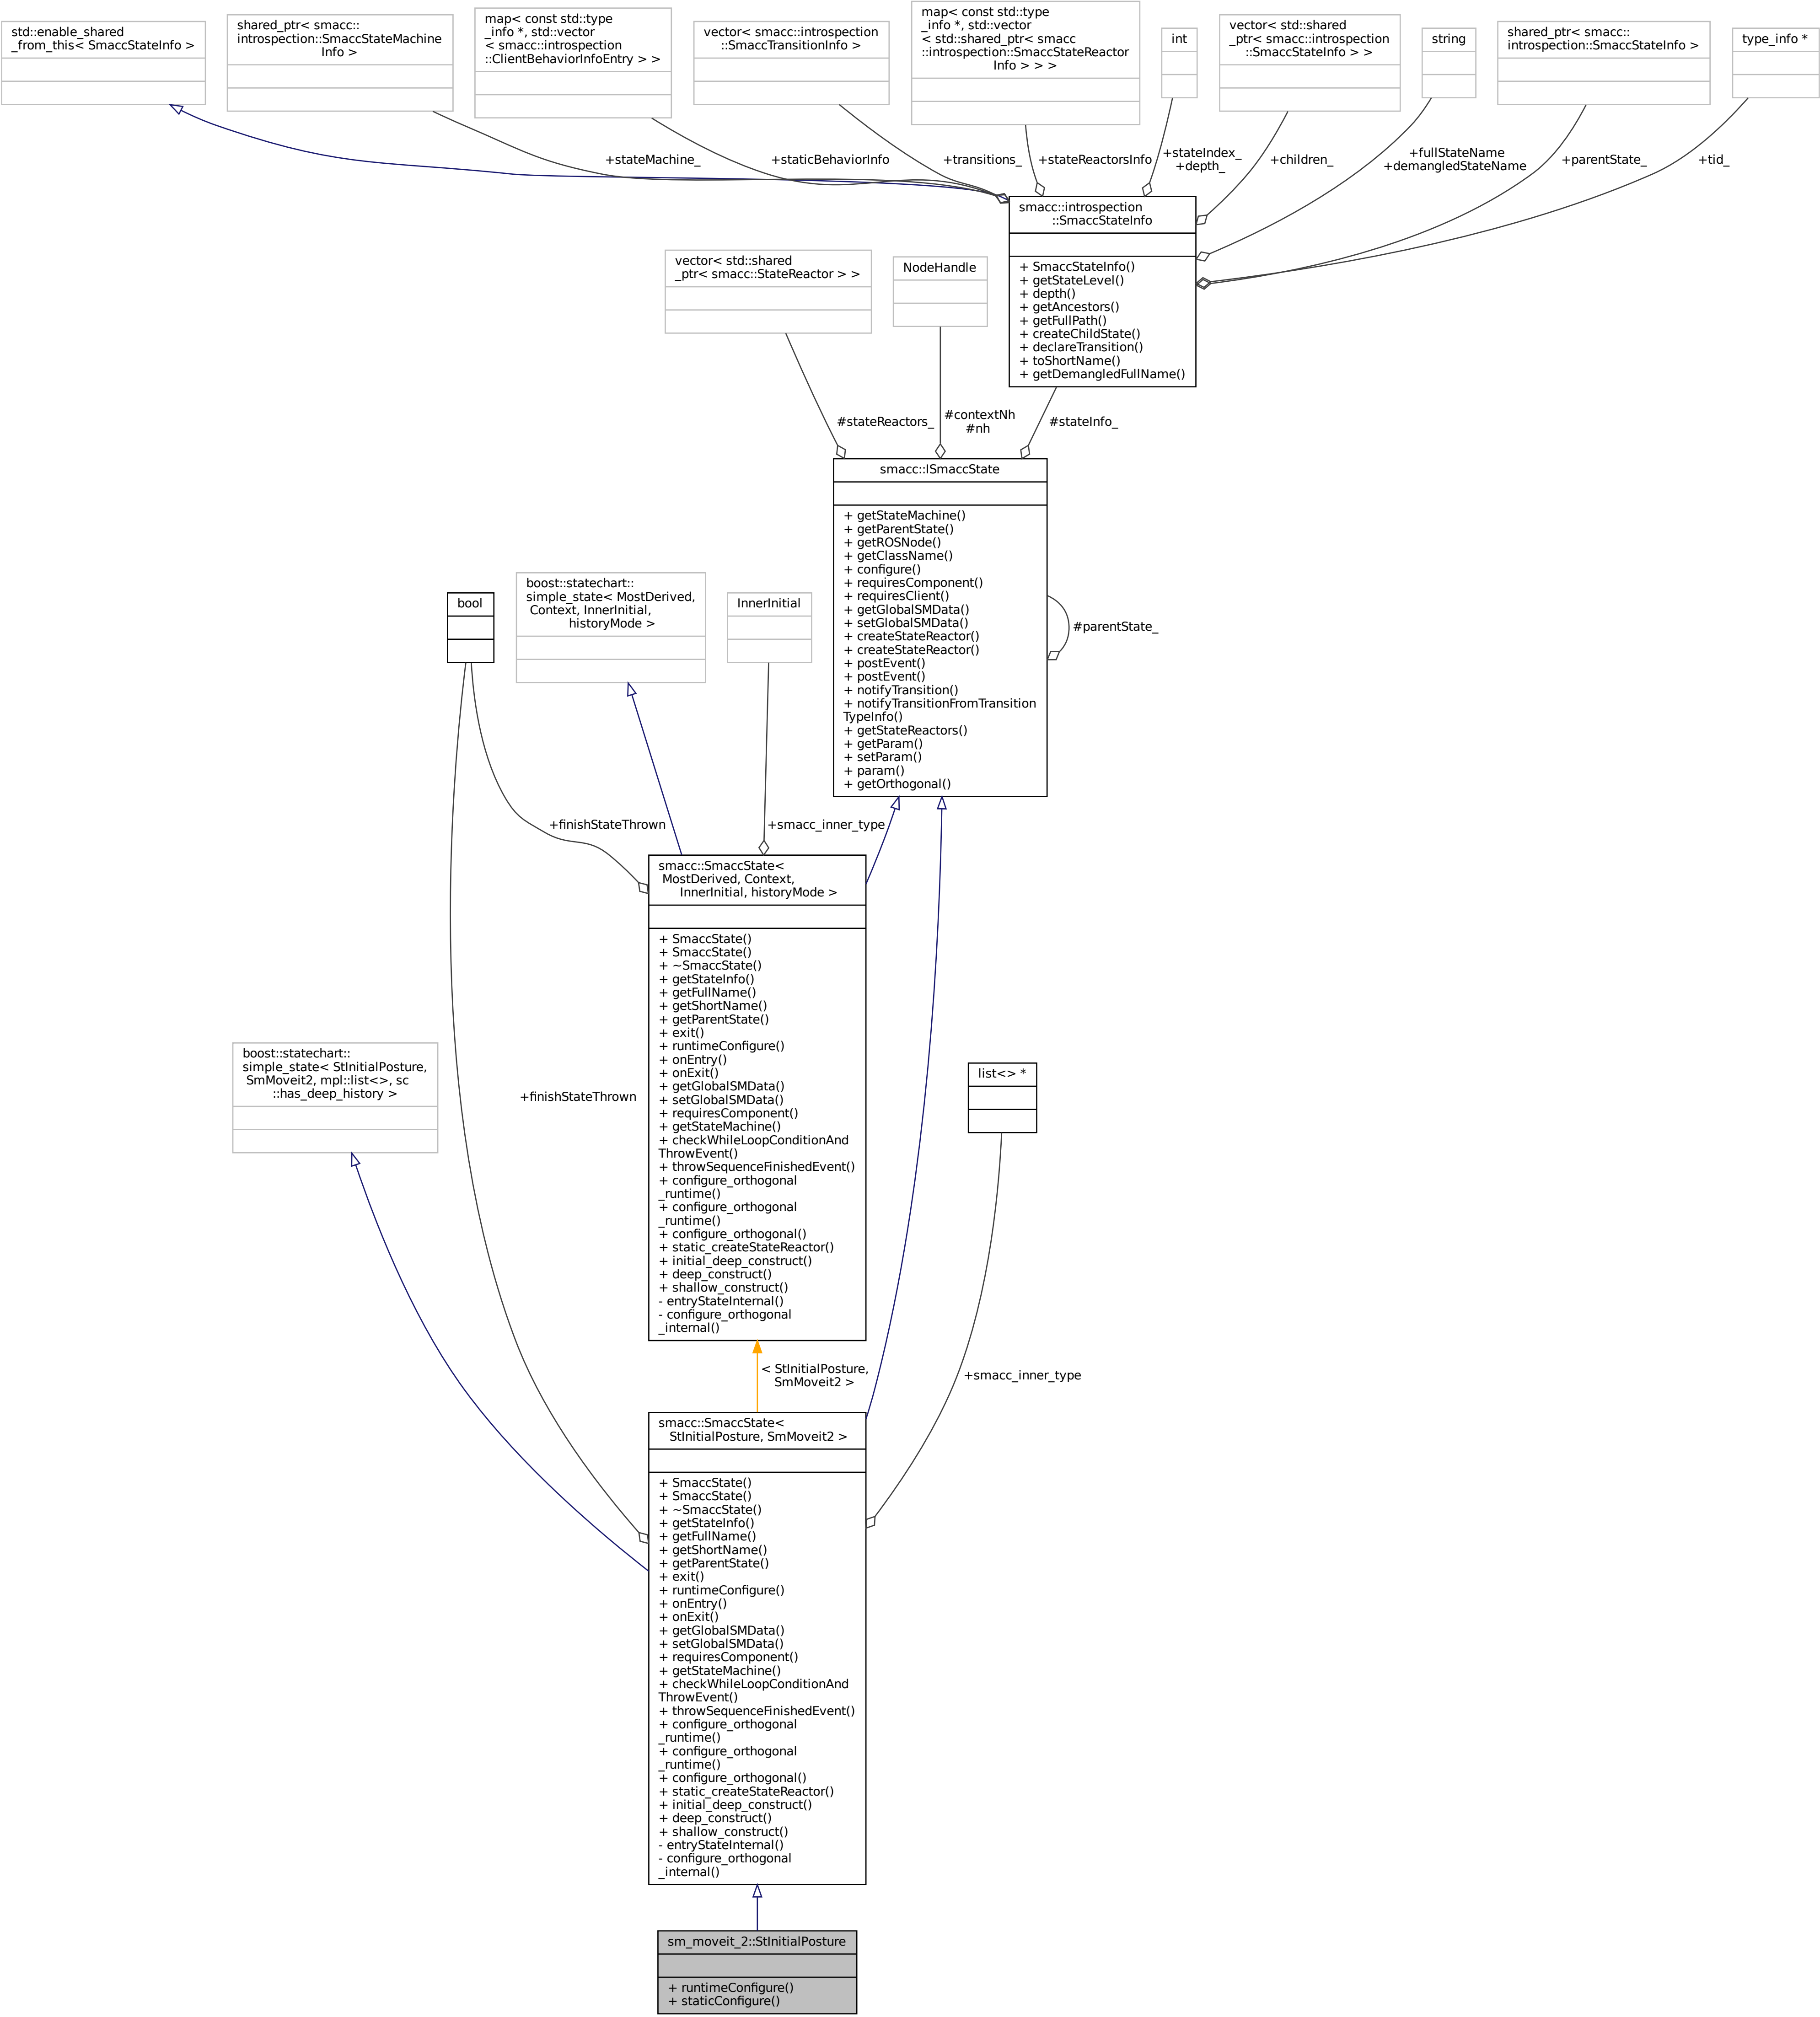 std::enable_shared
_from_this< SmaccStateInfo >
shared_ptr< smacc::
introspection::SmaccStateMachine
Info >
map< const std::type
_info *, std::vector
< smacc::introspection
::ClientBehaviorInfoEntry > >
vector< smacc::introspection
::SmaccTransitionInfo >
map< const std::type
_info *, std::vector
< std::shared_ptr< smacc
::introspection::SmaccStateReactor
Info > > >
int
vector< std::shared
_ptr< smacc::introspection
::SmaccStateInfo > >
string
shared_ptr< smacc::
introspection::SmaccStateInfo >
type_info *
+stateMachine_
+staticBehaviorInfo
+transitions_
+stateReactorsInfo
+stateIndex_
+depth_
+children_
+fullStateName
+demangledStateName
+parentState_
+tid_
smacc::introspection
::SmaccStateInfo
+ SmaccStateInfo()
+ getStateLevel()
+ depth()
+ getAncestors()
+ getFullPath()
+ createChildState()
+ declareTransition()
+ toShortName()
+ getDemangledFullName()
vector< std::shared
_ptr< smacc::StateReactor > >
NodeHandle
#stateReactors_
#contextNh
#nh
#stateInfo_
smacc::ISmaccState
+ getStateMachine()
+ getParentState()
+ getROSNode()
+ getClassName()
+ configure()
+ requiresComponent()
+ requiresClient()
+ getGlobalSMData()
+ setGlobalSMData()
+ createStateReactor()
+ createStateReactor()
+ postEvent()
+ postEvent()
+ notifyTransition()
+ notifyTransitionFromTransition
TypeInfo()
+ getStateReactors()
+ getParam()
+ setParam()
+ param()
+ getOrthogonal()
#parentState_
bool
boost::statechart::
simple_state< MostDerived,
Context, InnerInitial,
historyMode >
InnerInitial
+finishStateThrown
+smacc_inner_type
smacc::SmaccState<
MostDerived, Context,
InnerInitial, historyMode >
+ SmaccState()
+ SmaccState()
+ ~SmaccState()
+ getStateInfo()
+ getFullName()
+ getShortName()
+ getParentState()
+ exit()
+ runtimeConfigure()
+ onEntry()
+ onExit()
+ getGlobalSMData()
+ setGlobalSMData()
+ requiresComponent()
+ getStateMachine()
+ checkWhileLoopConditionAnd
ThrowEvent()
+ throwSequenceFinishedEvent()
+ configure_orthogonal
_runtime()
+ configure_orthogonal
_runtime()
+ configure_orthogonal()
+ static_createStateReactor()
+ initial_deep_construct()
+ deep_construct()
+ shallow_construct()
- entryStateInternal()
- configure_orthogonal
_internal()
boost::statechart::
simple_state< StInitialPosture,
SmMoveit2, mpl::list<>, sc
::has_deep_history >
+finishStateThrown
list<> *
< StInitialPosture,
SmMoveit2 >
+smacc_inner_type
smacc::SmaccState<
StInitialPosture, SmMoveit2 >
+ SmaccState()
+ SmaccState()
+ ~SmaccState()
+ getStateInfo()
+ getFullName()
+ getShortName()
+ getParentState()
+ exit()
+ runtimeConfigure()
+ onEntry()
+ onExit()
+ getGlobalSMData()
+ setGlobalSMData()
+ requiresComponent()
+ getStateMachine()
+ checkWhileLoopConditionAnd
ThrowEvent()
+ throwSequenceFinishedEvent()
+ configure_orthogonal
_runtime()
+ configure_orthogonal
_runtime()
+ configure_orthogonal()
+ static_createStateReactor()
+ initial_deep_construct()
+ deep_construct()
+ shallow_construct()
- entryStateInternal()
- configure_orthogonal
_internal()
sm_moveit_2::StInitialPosture
+ runtimeConfigure()
+ staticConfigure()